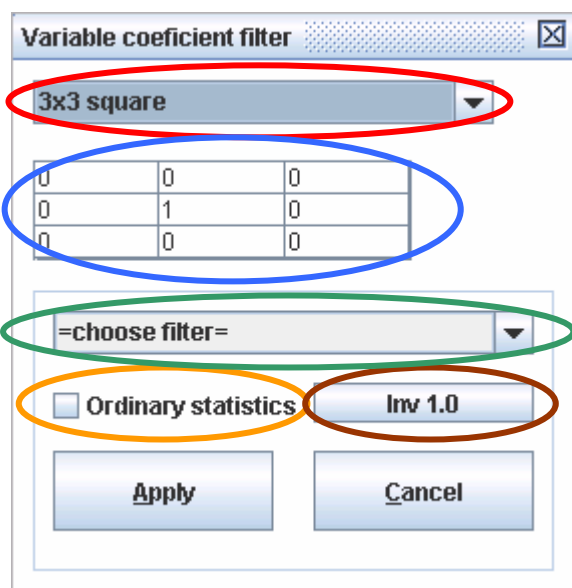 Variable coeficient filter
3x3 square
0 0 0
0 1 0
0 0 0
=choose filter=
Ordinary statistics Inv 1.0
Apply Cancel